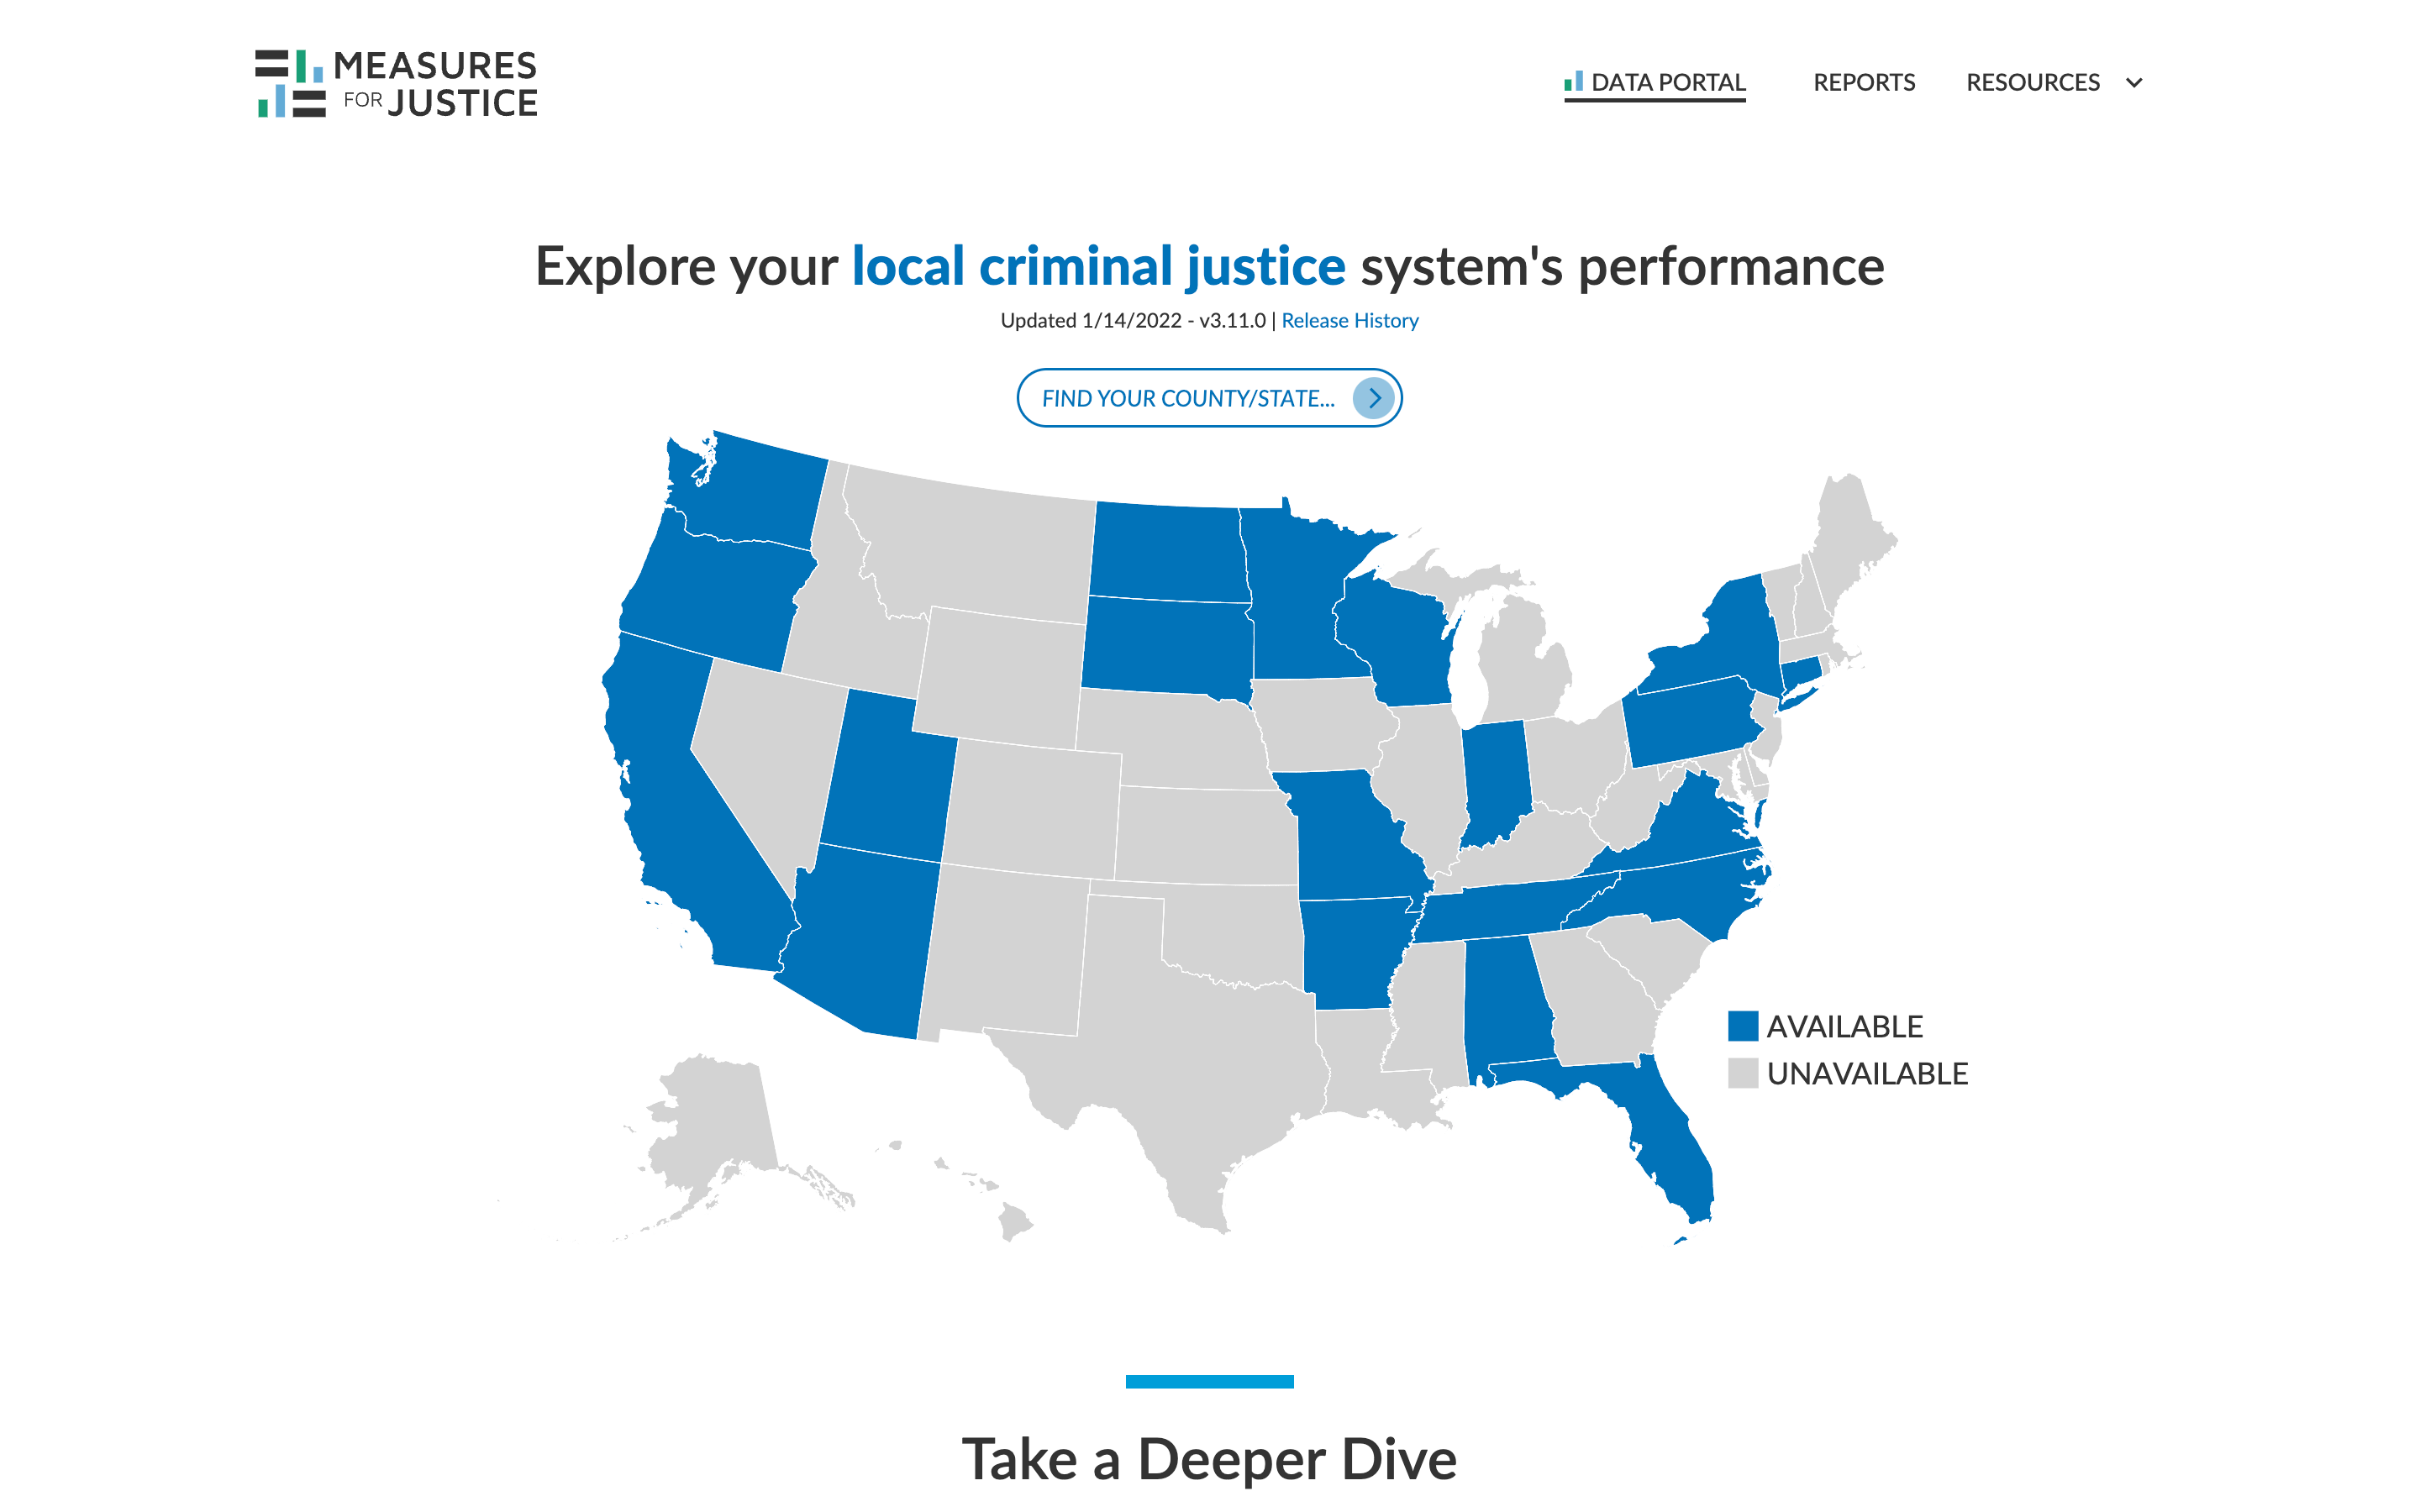 MEASURES
FOR JUSTICE
DATA PORTAL
REPORTS
RESOURCES
Explore your local criminal justice system's performance
Updated 1/14/2022 - v3.11.0 | Release History
FIND YOUR COUNTY/STATE...
AVAILABLE
UNAVAILABLE
Take a Deeper Dive